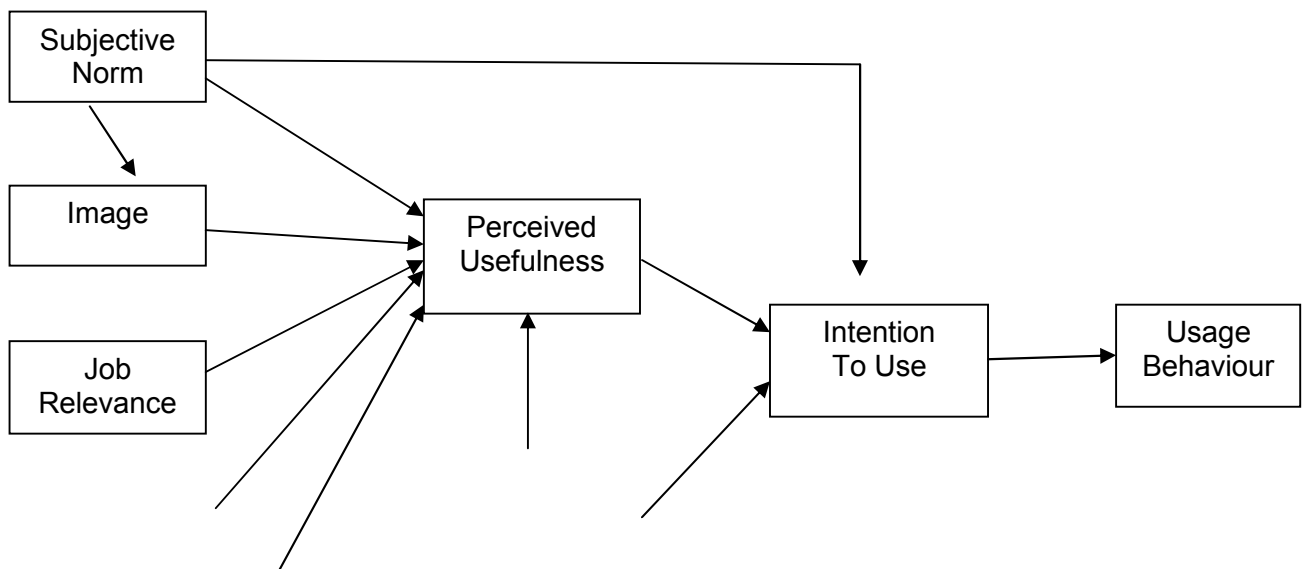 Subjective
Norm
Image
Perceived
Usefulness
Job
Relevance
Intention
To Use
Usage
Behaviour